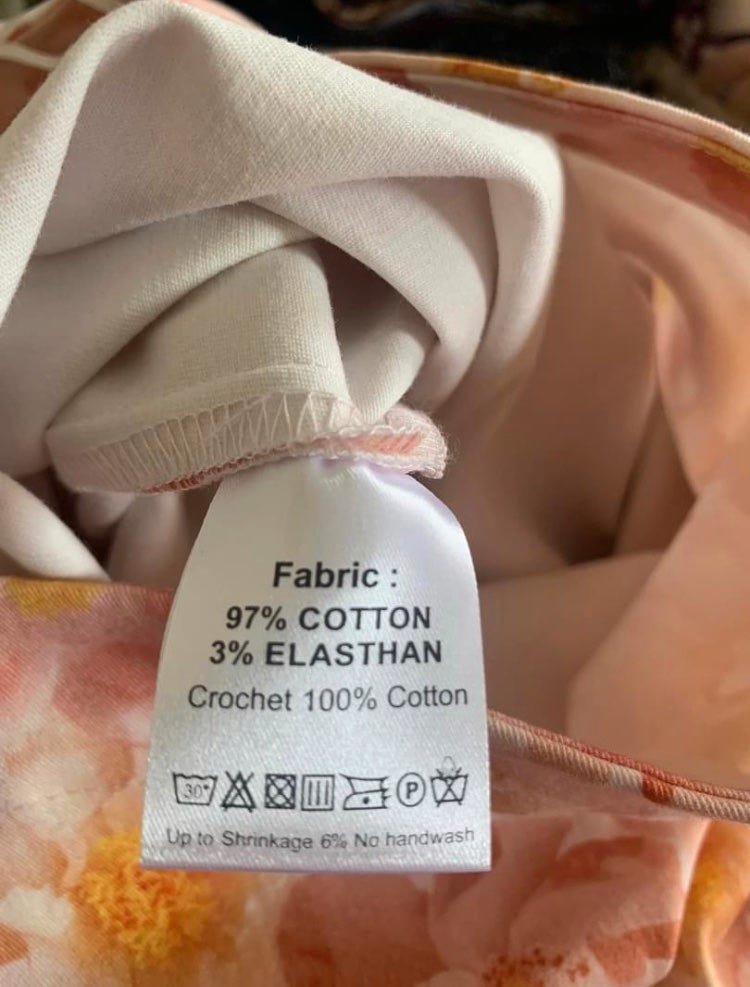 Fabric :
97% COTTON
3% ELASTHAN
Crochet 100% Cotton
30° P
Up to Shrinkage 6% No handwash